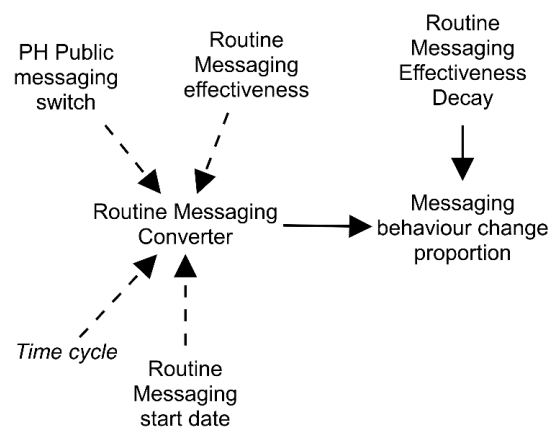 PH Public
messaging
switch
Routine
Messaging
effectiveness
Routine
Messaging
Effectiveness
Decay
Routine Messaging
Converter
Messaging
behaviour change
proportion
Time cycle
Routine
Messaging
start date